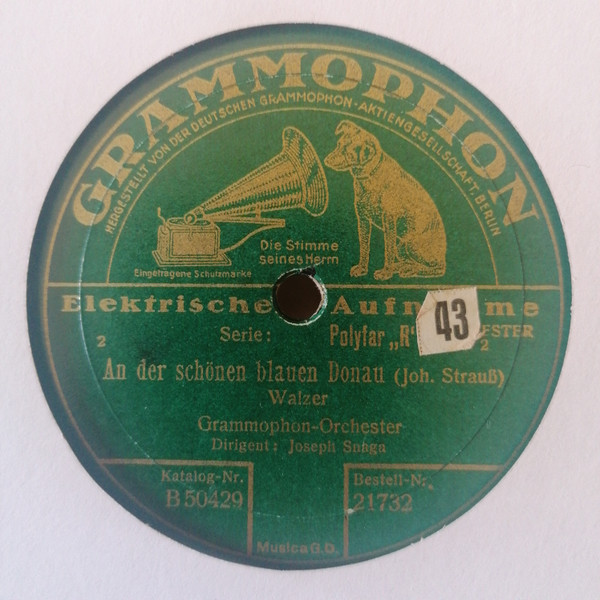 GRAMMOPHON
HERGESTELLT VON DER DEUTSCHEN GRAMMOPHON-AKTIENGESELLSCHAFT, BERLIN
Die Stimme
seines Herrn
Eingetragene Schutzmarke
Elektrische Aufnahme
2 Serie: Polyfar „R" 43 ESTER 2
An der schönen blauen Donau (Joh. Strauß)
Walzer
Grammophon-Orchester
Dirigent: Joseph Snaga
Katalog-Nr.
B 50429
Bestell-Nr.
21732
Musica G.D.